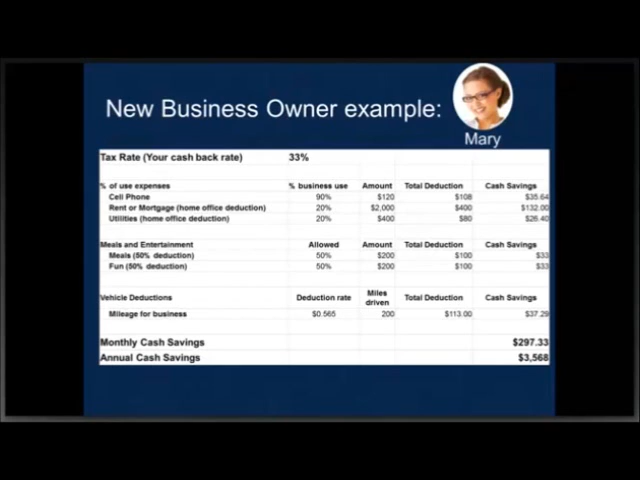 New Business Owner example:
Mary
Tax Rate (Your cash back rate) 33%
% of use expenses % business use Amount Total Deduction Cash Savings
Cell Phone 90% $120 $108 $35.64
Rent or Mortgage (home office deduction) 20% $2,000 $400 $132.00
Utilities (home office deduction) 20% $400 $80 $26.40
Meals and Entertainment Allowed Amount Total Deduction Cash Savings
Meals (50% deduction) 50% $200 $100 $33
Fun (50% deduction) 50% $200 $100 $33
Vehicle Deductions Deduction rate Miles driven Total Deduction Cash Savings
Mileage for business $0.565 200 $113.00 $37.29
Monthly Cash Savings $297.33
Annual Cash Savings $3,568